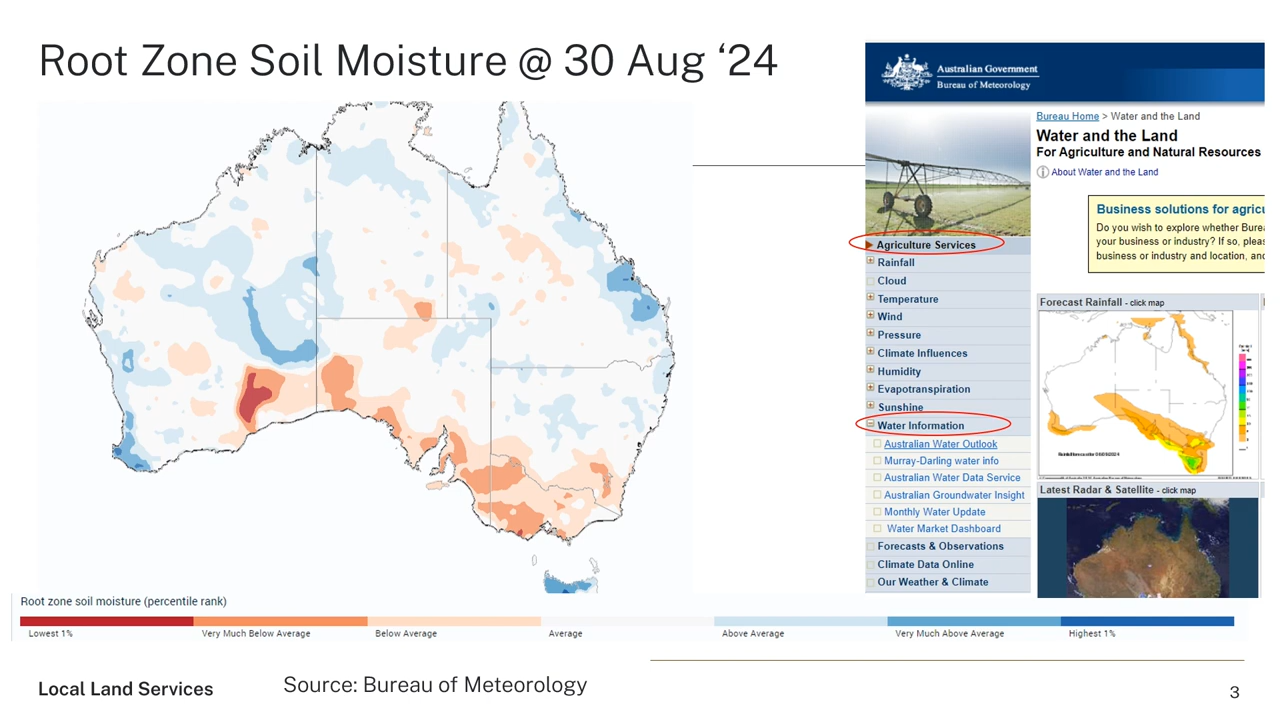 Root Zone Soil Moisture @ 30 Aug ‘24
Australian Government
Bureau of Meteorology
Bureau Home > Water and the Land
Water and the Land
For Agriculture and Natural Resources
About Water and the Land
Business solutions for agricu
Do you wish to explore whether Burea
your business or industry? If so, pleas
business or industry and location, and
Agriculture Services
Rainfall
Cloud
Temperature
Wind
Pressure
Climate Influences
Humidity
Evapotranspiration
Sunshine
Water Information
Australian Water Outlook
Murray-Darling water info
Australian Water Data Service
Australian Groundwater Insight
Monthly Water Update
Water Market Dashboard
Forecasts & Observations
Climate Data Online
Our Weather & Climate
Forecast Rainfall - click map
Latest Radar & Satellite - click map
Root zone soil moisture (percentile rank)
Lowest 1%
Very Much Below Average
Below Average
Average
Above Average
Very Much Above Average
Highest 1%
Local Land Services
Source: Bureau of Meteorology
3